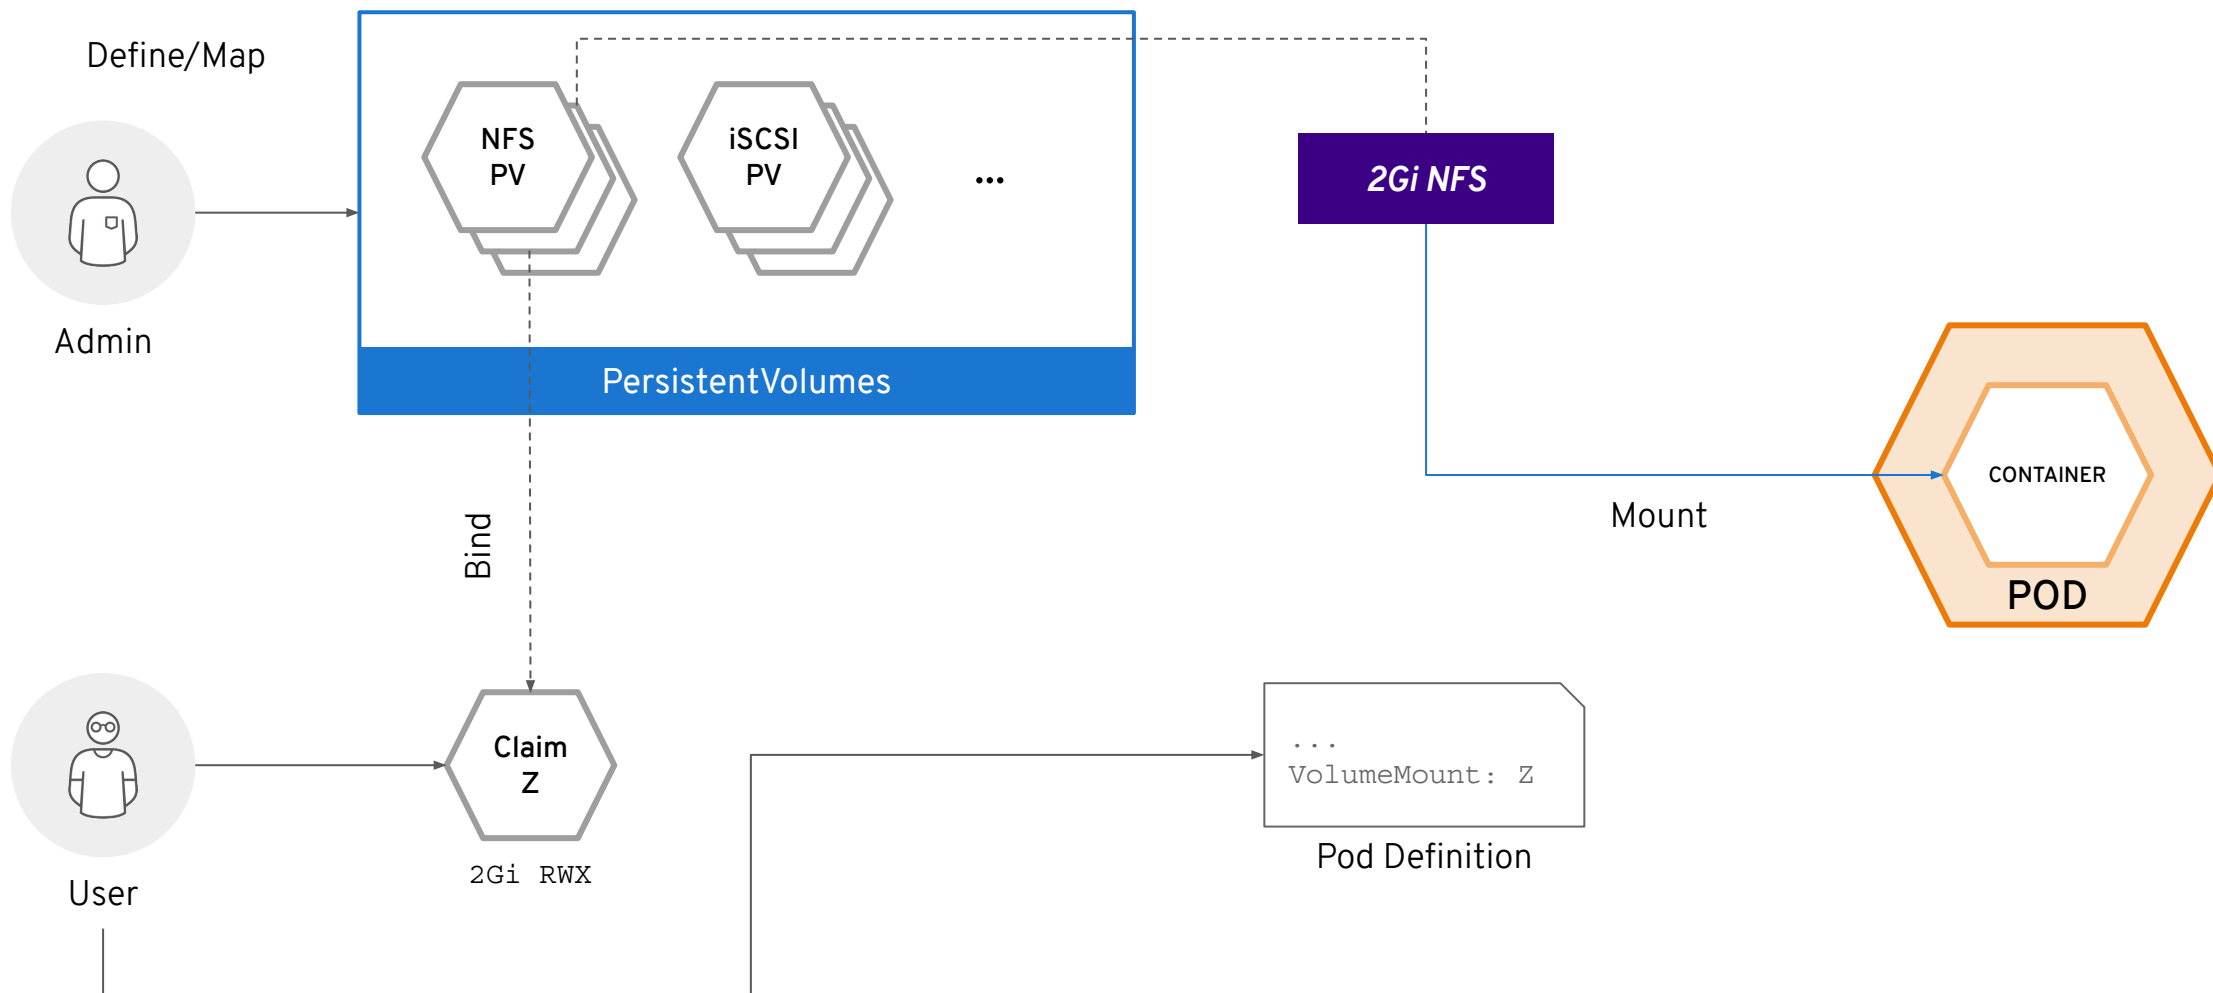 Define/Map
NFS
PV
iSCSI
PV
...
2Gi NFS
Admin
PersistentVolumes
CONTAINER
POD
Mount
Bind
Claim
Z
2Gi RWX
User
...
VolumeMount: Z
Pod Definition